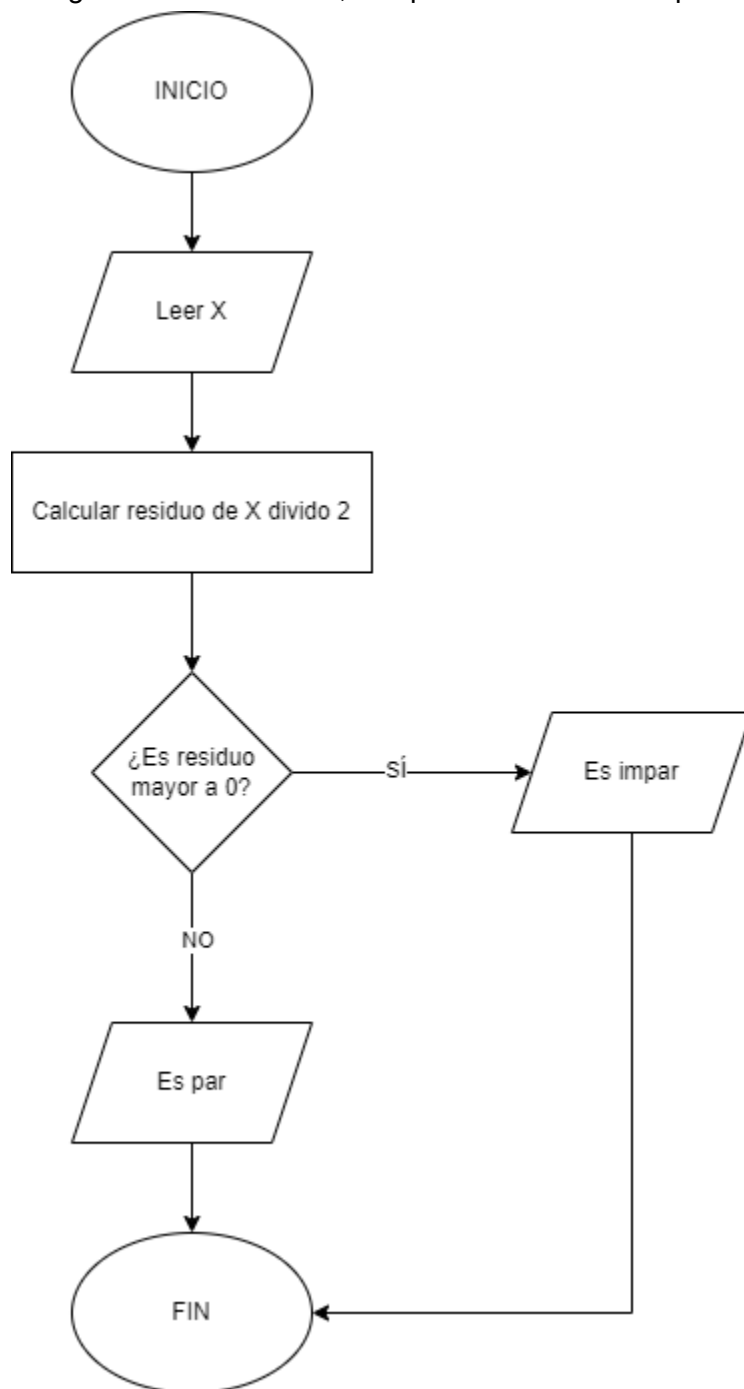 INICIO
Leer X
Calcular residuo de X divido 2
¿Es residuo
mayor a 0?
SÍ
Es impar
NO
Es par
FIN